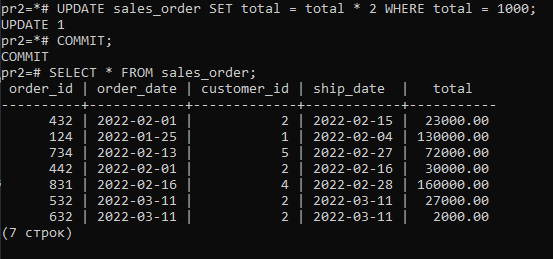 pr2=*# UPDATE sales_order SET total = total * 2 WHERE total = 1000;
UPDATE 1
pr2=*# COMMIT;
COMMIT
pr2=# SELECT * FROM sales_order;
 order_id | order_date | customer_id | ship_date  |   total
----------+------------+-------------+------------+-----------
      432 | 2022-02-01 |           2 | 2022-02-15 |  23000.00
      124 | 2022-01-25 |           1 | 2022-02-04 | 130000.00
      734 | 2022-02-13 |           5 | 2022-02-27 |  72000.00
      442 | 2022-02-01 |           2 | 2022-02-16 |  30000.00
      831 | 2022-02-16 |           4 | 2022-02-28 | 160000.00
      532 | 2022-03-11 |           2 | 2022-03-11 |  27000.00
      632 | 2022-03-11 |           2 | 2022-03-11 |   2000.00
(7 строк)